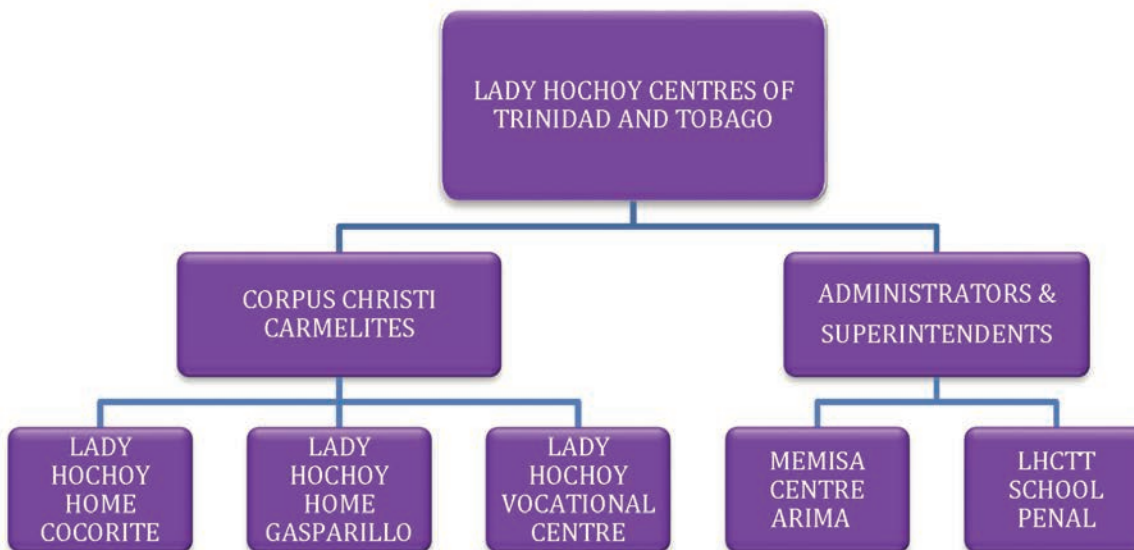 LADY HOCHOY CENTRES OF
TRINIDAD AND TOBAGO
CORPUS CHRISTI
CARMELITES
ADMINISTRATORS &
SUPERINTENDENTS
LADY
HOCHOY
HOME
COCORITE
LADY
HOCHOY
HOME
GASPARILLO
LADY
HOCHOY
VOCATIONAL
CENTRE
MEMISA
CENTRE
ARIMA
LHCTT
SCHOOL
PENAL